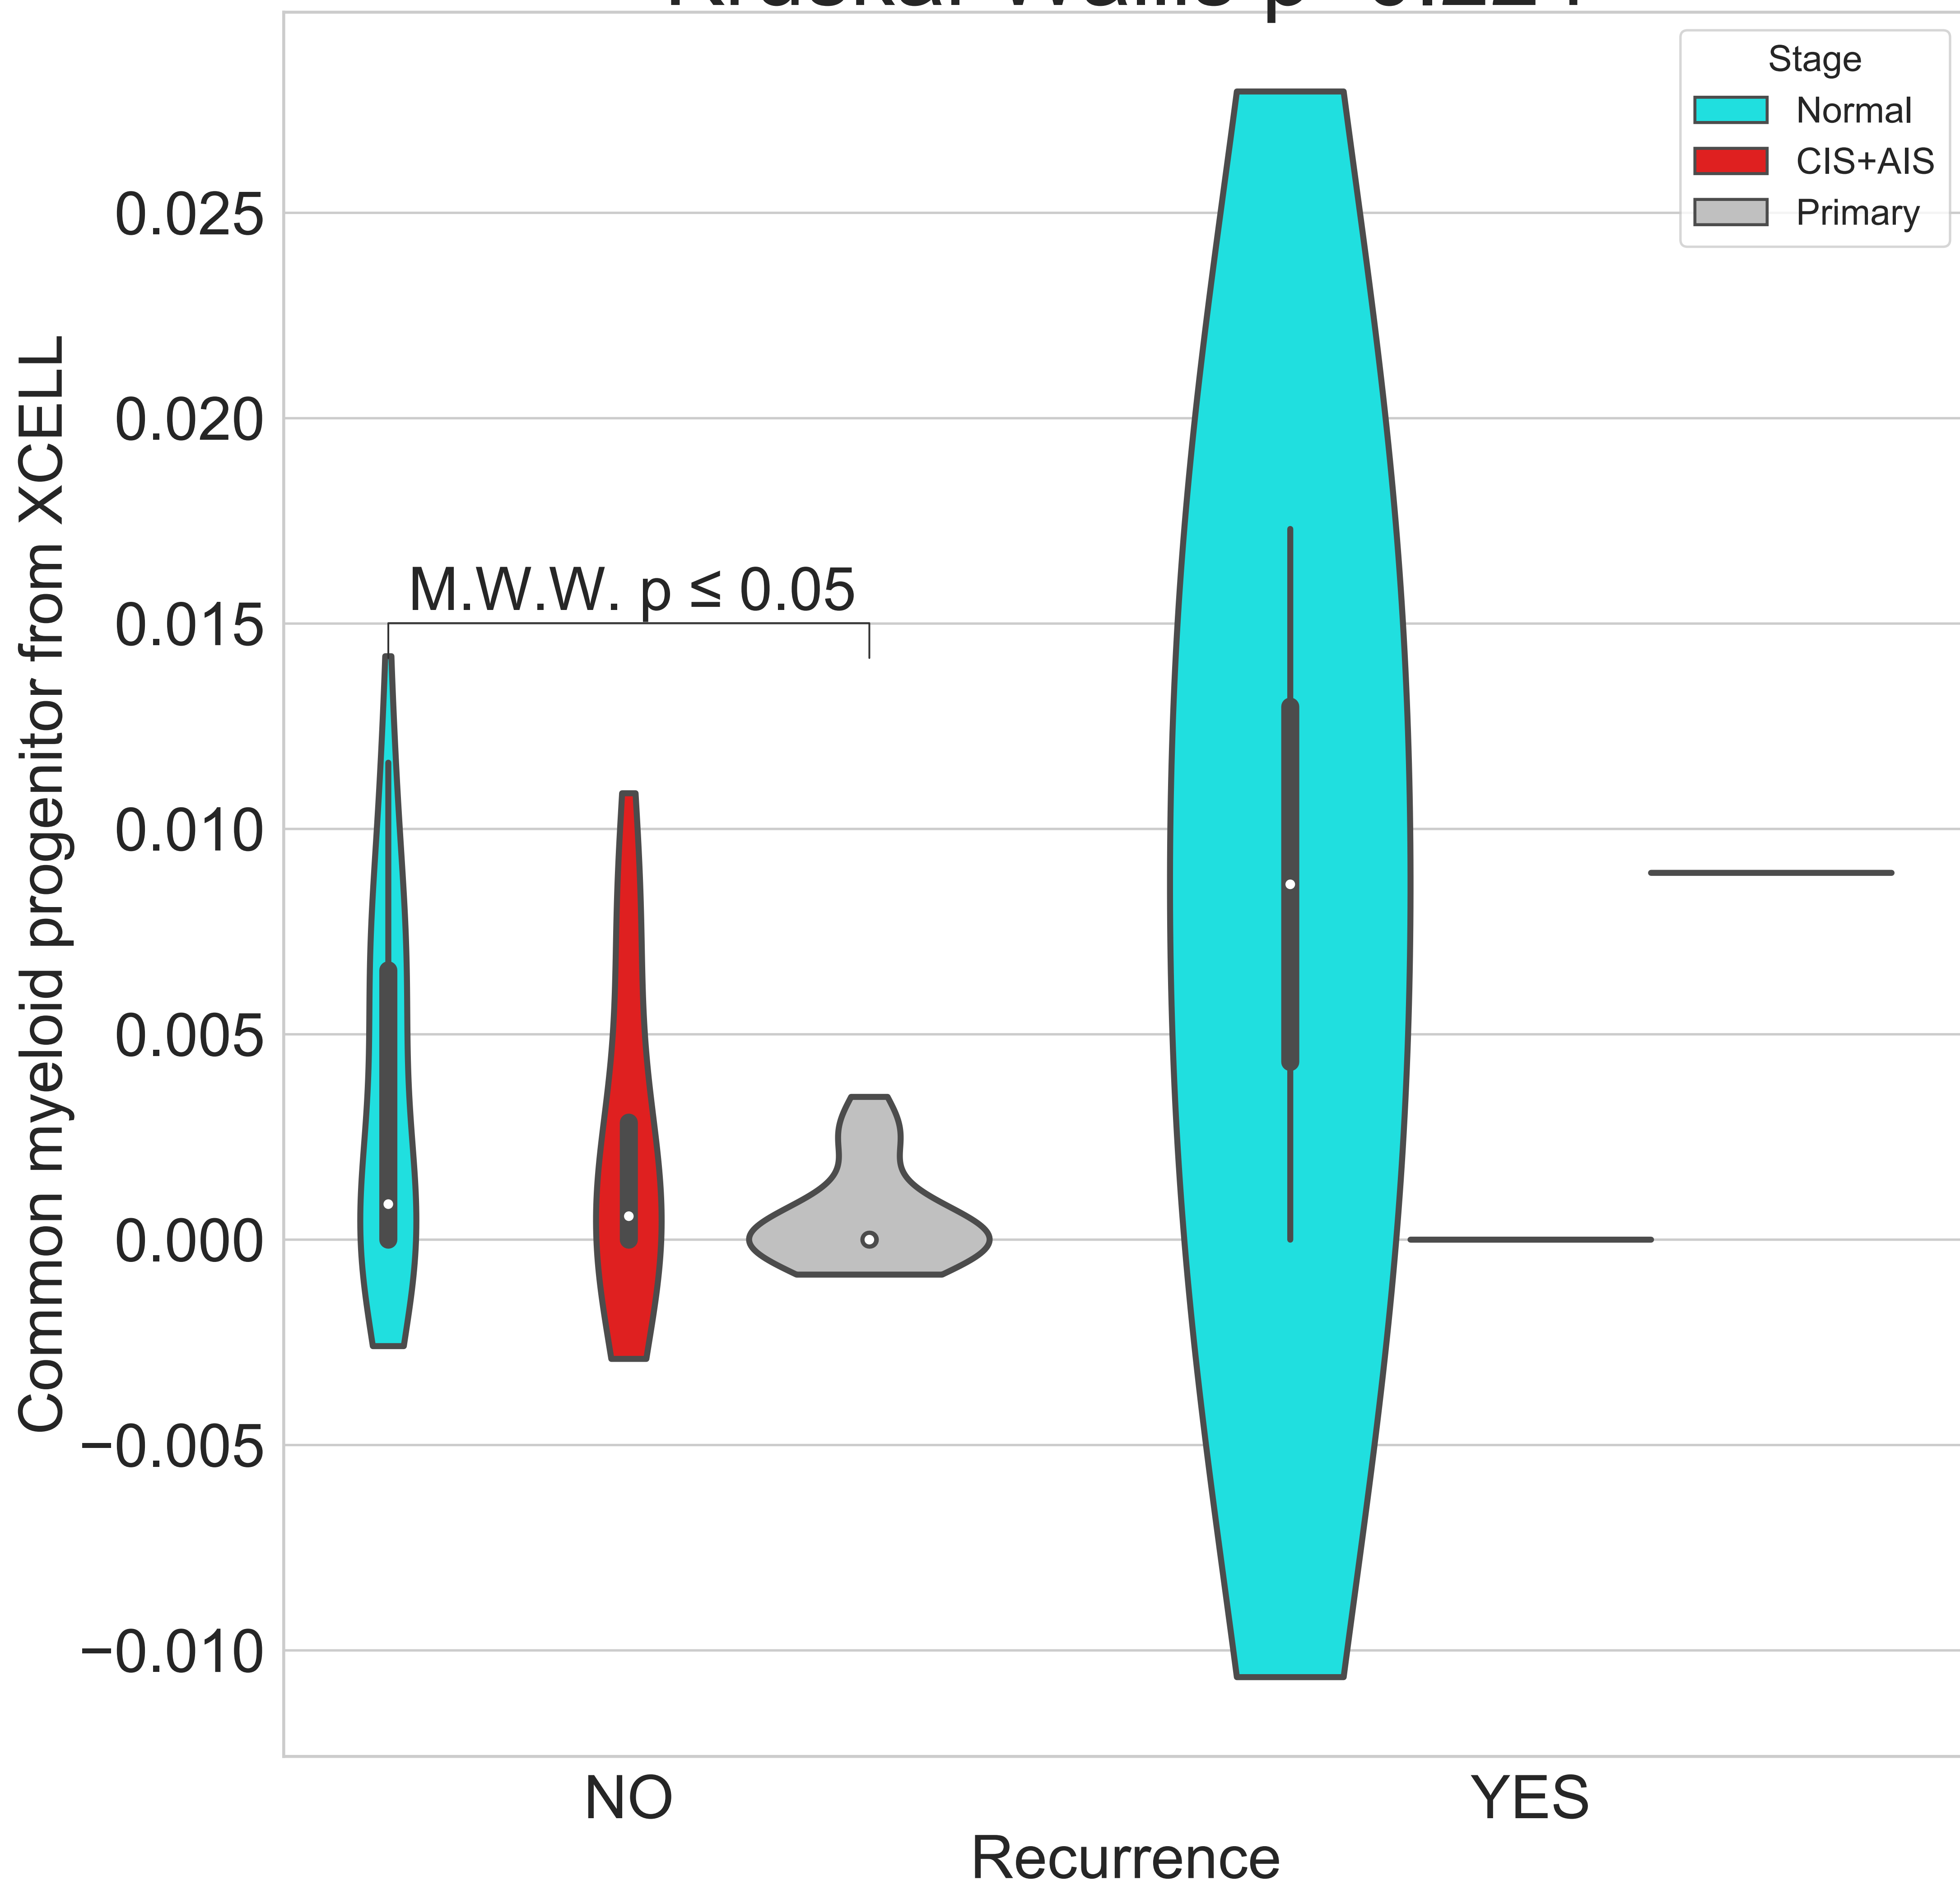 Stage
Normal
CIS+AIS
Primary
Common myeloid progenitor from XCELL
0.025
0.020
0.015
0.010
0.005
0.000
−0.005
−0.010
M.W.W. p ≤ 0.05
NO
YES
Recurrence